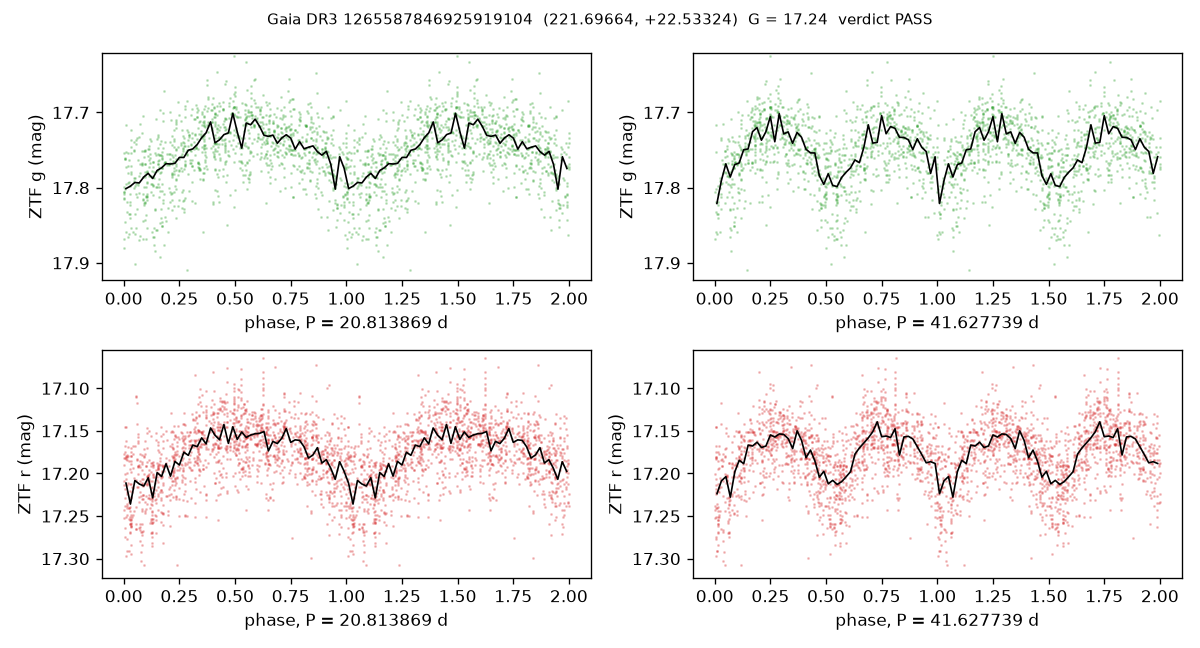 Gaia DR3 1265587846925919104  (221.69664, +22.53324)  G = 17.24  verdict PASS
ZTF g (mag)
17.7
17.8
17.9
0.00 0.25 0.50 0.75 1.00 1.25 1.50 1.75 2.00
phase, P = 20.813869 d
ZTF g (mag)
17.7
17.8
17.9
0.00 0.25 0.50 0.75 1.00 1.25 1.50 1.75 2.00
phase, P = 41.627739 d
ZTF r (mag)
17.10
17.15
17.20
17.25
17.30
0.00 0.25 0.50 0.75 1.00 1.25 1.50 1.75 2.00
phase, P = 20.813869 d
ZTF r (mag)
17.10
17.15
17.20
17.25
17.30
0.00 0.25 0.50 0.75 1.00 1.25 1.50 1.75 2.00
phase, P = 41.627739 d